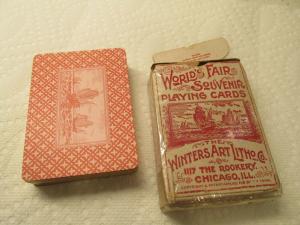 WORLD'S FAIR
SOUVENIR
PLAYING CARDS
THE
WINTERS ART LITHO. CO.
1117 THE ROOKERY,
CHICAGO, ILL.